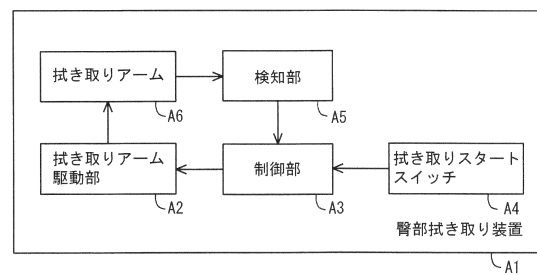 拭き取りアーム
A6
検知部
A5
拭き取りアーム
駆動部
A2
制御部
A3
拭き取りスタート
スイッチ
A4
臀部拭き取り装置
A1